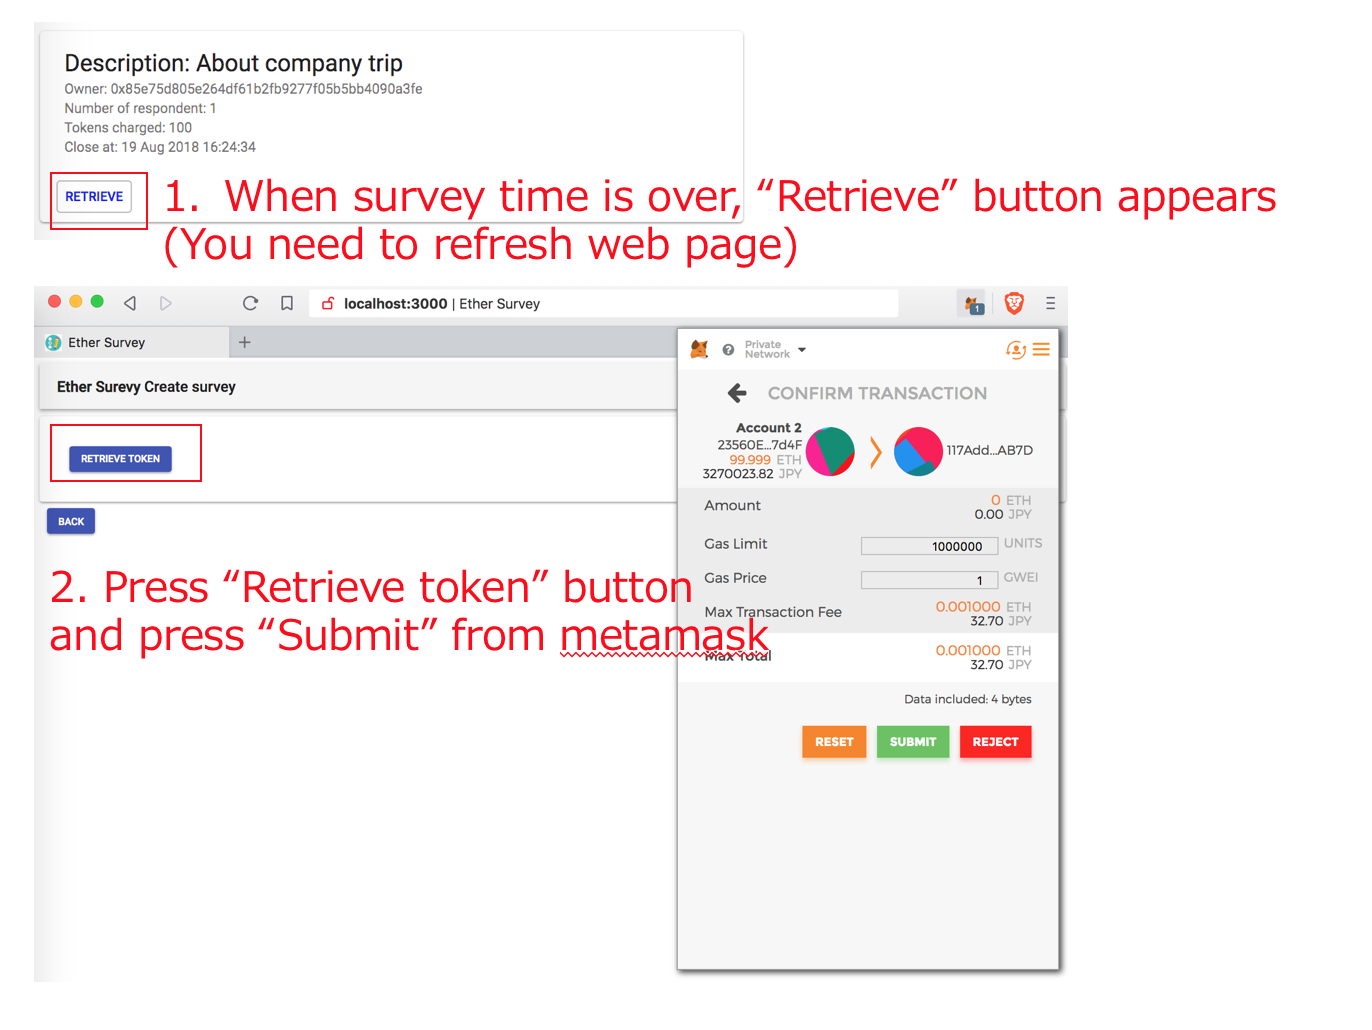 Description: About company trip
Owner: 0x85e75d805e264df61b2fb9277f05b5bb4090a3fe
Number of respondent: 1
Tokens charged: 100
Close at: 19 Aug 2018 16:24:34
RETRIEVE
1. When survey time is over, “Retrieve” button appears
(You need to refresh web page)
localhost:3000 | Ether Survey
1
Ether Survey
Ether Surevy Create survey
RETRIEVE TOKEN
BACK
2. Press “Retrieve token” button
and press “Submit” from metamask
Private
Network
CONFIRM TRANSACTION
Account 2
23560E...7d4F
99.999 ETH
3270023.82 JPY
117Add...AB7D
Amount 0 ETH
0.00 JPY
Gas Limit 1000000 UNITS
Gas Price 1 GWEI
Max Transaction Fee 0.001000 ETH
32.70 JPY
Max Total 0.001000 ETH
32.70 JPY
Data included: 4 bytes
RESET SUBMIT REJECT